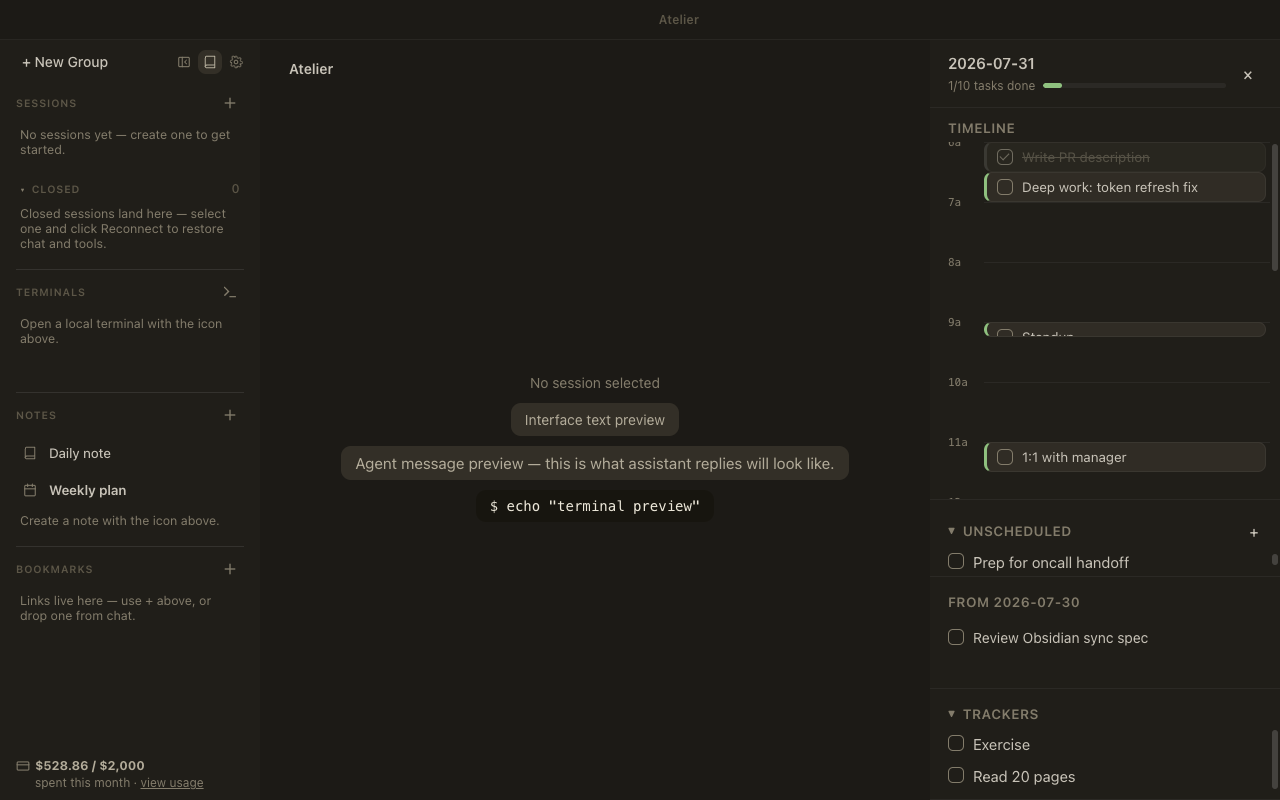 Atelier
+ New Group
SESSIONS
No sessions yet — create one to get
started.
CLOSED 0
Closed sessions land here — select
one and click Reconnect to restore
chat and tools.
TERMINALS
Open a local terminal with the icon
above.
NOTES
Daily note
Weekly plan
Create a note with the icon above.
BOOKMARKS
Links live here — use + above, or
drop one from chat.
$528.86 / $2,000
spent this month · view usage
Atelier
No session selected
Interface text preview
Agent message preview — this is what assistant replies will look like.
$ echo "terminal preview"
2026-07-31
1/10 tasks done
TIMELINE
6a
Write PR description
Deep work: token refresh fix
7a
8a
9a
Standup
10a
11a
1:1 with manager
UNSCHEDULED +
Prep for oncall handoff
FROM 2026-07-30
Review Obsidian sync spec
TRACKERS
Exercise
Read 20 pages